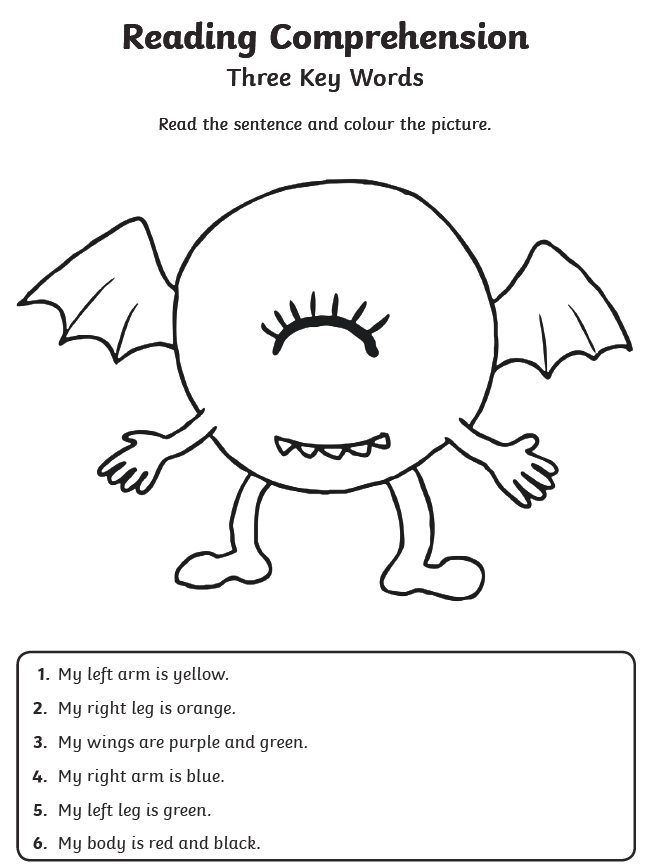 Reading Comprehension
Three Key Words
Read the sentence and colour the picture.
1. My left arm is yellow.
2. My right leg is orange.
3. My wings are purple and green.
4. My right arm is blue.
5. My left leg is green.
6. My body is red and black.